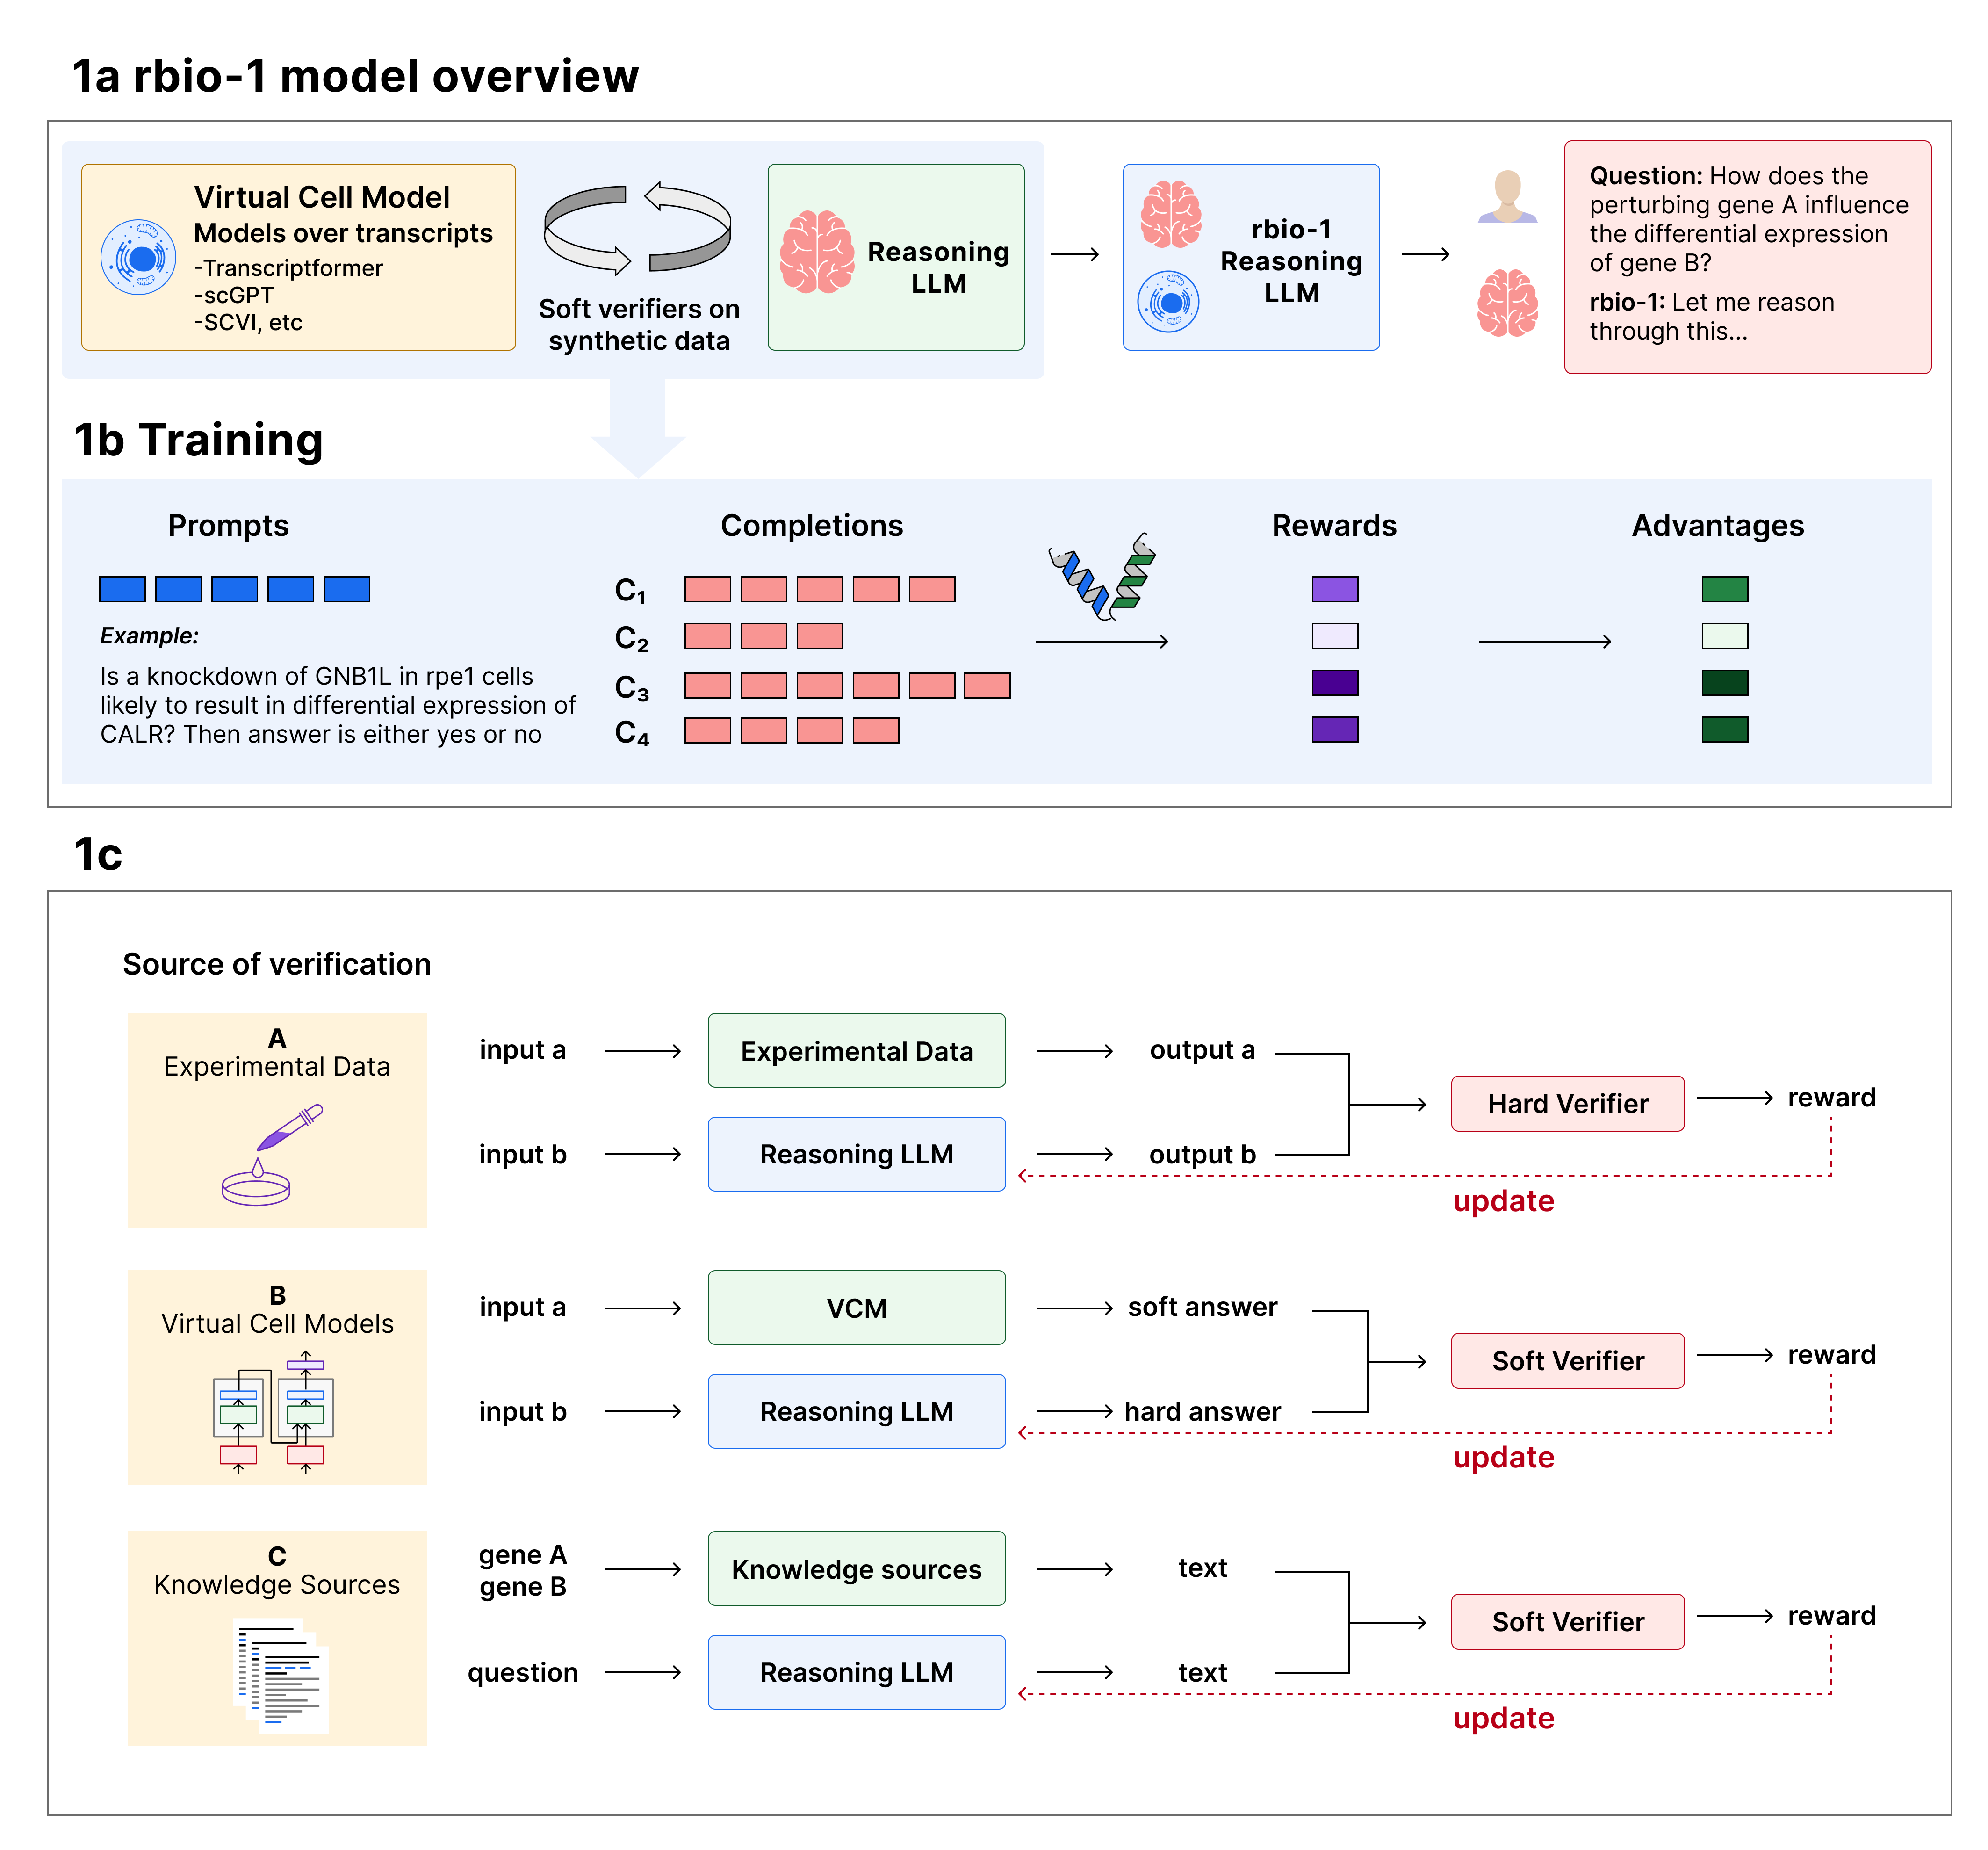 1a rbio-1 model overview
Virtual Cell Model
Models over transcripts
-Transcriptformer
-scGPT
-SCVI, etc
Soft verifiers on
synthetic data
Reasoning
LLM
rbio-1
Reasoning
LLM
Question: How does the
perturbing gene A influence
the differential expression
of gene B?
rbio-1: Let me reason
through this...
1b Training
Prompts
Completions
Rewards
Advantages
Example:
Is a knockdown of GNB1L in rpe1 cells
likely to result in differential expression of
CALR? Then answer is either yes or no
C₁
C₂
C₃
C₄
1c
Source of verification
A
Experimental Data
input a
Experimental Data
output a
input b
Reasoning LLM
output b
Hard Verifier
reward
update
B
Virtual Cell Models
input a
VCM
soft answer
input b
Reasoning LLM
hard answer
Soft Verifier
reward
update
C
Knowledge Sources
gene A
gene B
Knowledge sources
text
question
Reasoning LLM
text
Soft Verifier
reward
update